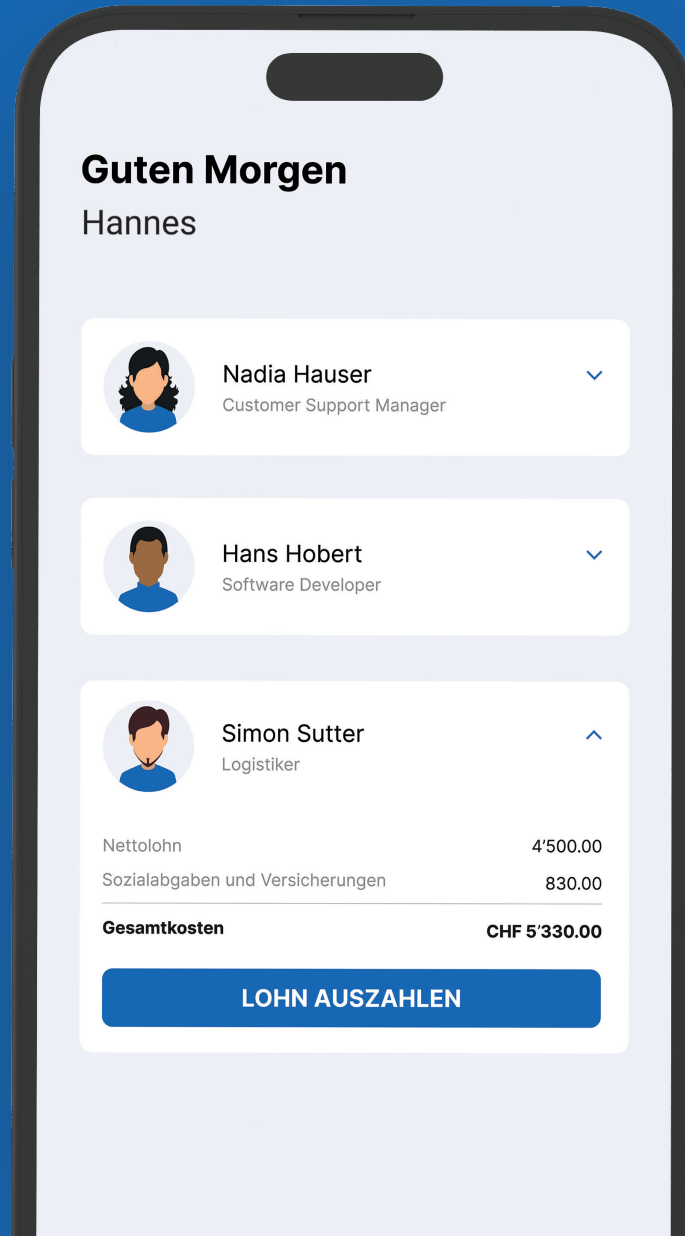 Guten Morgen
Hannes
Nadia Hauser
Customer Support Manager
Hans Hobert
Software Developer
Simon Sutter
Logistiker
Nettolohn 4’500.00
Sozialabgaben und Versicherungen 830.00
Gesamtkosten CHF 5’330.00
LOHN AUSZAHLEN